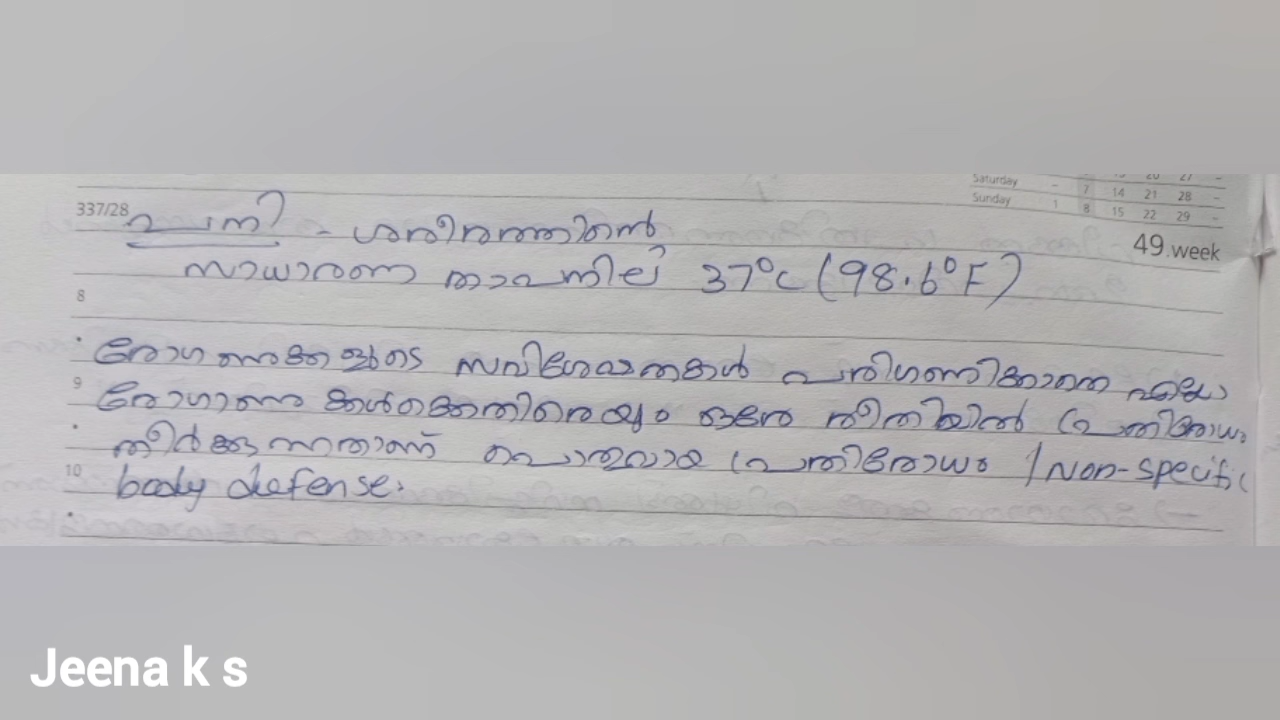 Saturday - 7 14 21 28 -
Sunday 1 8 15 22 29 -
337/28
49.week
പനി - ശരീരത്തിന്റെ
സാധാരണ താപനില 37°C (98.6°F)
8
രോഗാണുക്കളുടെ സവിശേഷതകൾ പരിഗണിക്കാതെ എല്ലാ
9
രോഗാണുക്കൾക്കെതിരെയും ഒരേ രീതിയിൽ പ്രതിരോധം
തീർക്കുന്നതാണ് പൊതുവായ പ്രതിരോധം / Non-specific
10
body defense.
Jeena k s